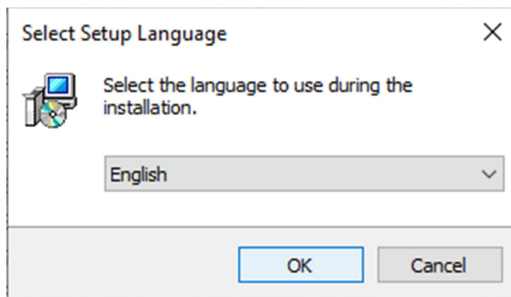 Select Setup Language
Select the language to use during the
installation.
English
OK
Cancel